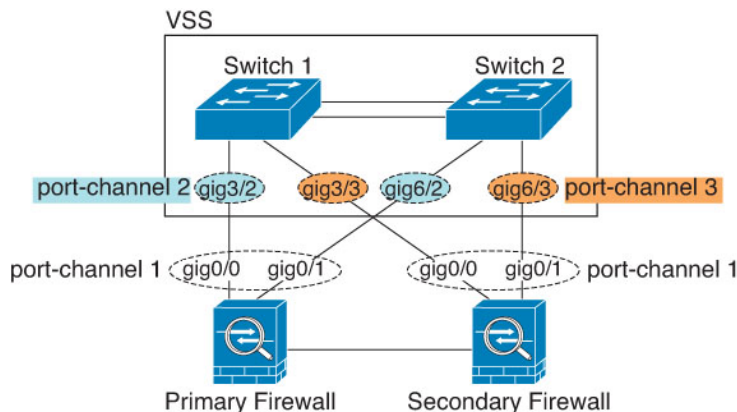 VSS
Switch 1
Switch 2
port-channel 2
gig3/2
gig3/3
gig6/2
gig6/3
port-channel 3
port-channel 1
gig0/0
gig0/1
gig0/0
gig0/1
port-channel 1
Primary Firewall
Secondary Firewall